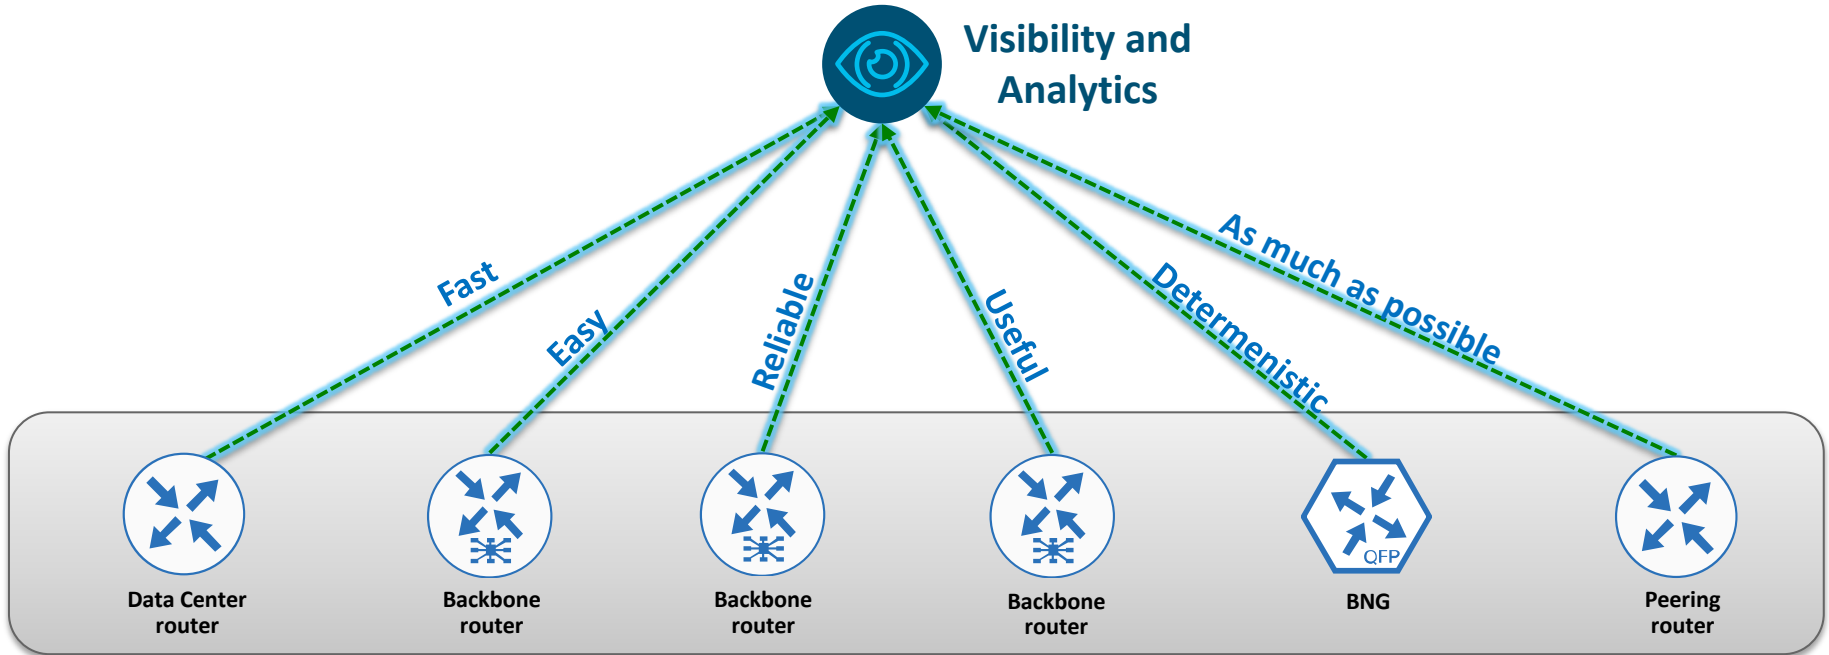 Visibility and
Analytics
Fast
Easy
Reliable
Useful
Determenistic
As much as possible
QFP
Data Center
router
Backbone
router
Backbone
router
Backbone
router
BNG
Peering
router